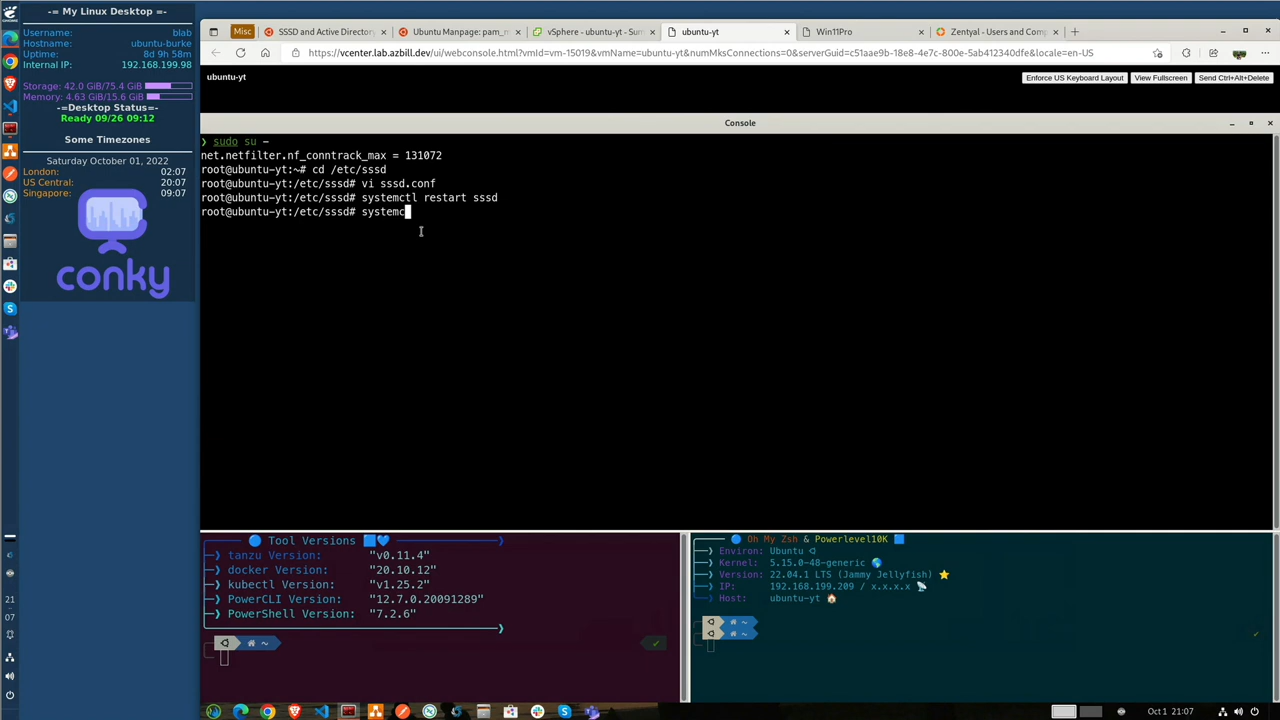 -= My Linux Desktop =-
Username: blab
Hostname: ubuntu-burke
Uptime: 8d 9h 58m
Internal IP: 192.168.199.98
Storage: 42.0 GiB/75.4 GiB
Memory: 4.63 GiB/15.6 GiB
-=Desktop Status=-
Ready 09/26 09:12
Some Timezones
Saturday October 01, 2022
London: 02:07
US Central: 20:07
Singapore: 09:07
conky
21
07
Misc
SSSD and Active Directory
Ubuntu Manpage: pam_m
vSphere - ubuntu-yt - Sum
ubuntu-yt
Win11Pro
Zentyal - Users and Comp
https://vcenter.lab.azbill.dev/ui/webconsole.html?vmId=vm-15019&vmName=ubuntu-yt&numMksConnections=0&serverGuid=c51aae9b-18e8-4e7c-800e-5ab412340dfe&locale=en-US
ubuntu-yt
Enforce US Keyboard Layout
View Fullscreen
Send Ctrl+Alt+Delete
Console
❯ sudo su -
net.netfilter.nf_conntrack_max = 131072
root@ubuntu-yt:~# cd /etc/sssd
root@ubuntu-yt:/etc/sssd# vi sssd.conf
root@ubuntu-yt:/etc/sssd# systemctl restart sssd
root@ubuntu-yt:/etc/sssd# systemc
Tool Versions
tanzu Version: "v0.11.4"
docker Version: "20.10.12"
kubectl Version: "v1.25.2"
PowerCLI Version: "12.7.0.20091289"
PowerShell Version: "7.2.6"
~
Oh My Zsh & Powerlevel10K
Environ: Ubuntu
Kernel: 5.15.0-48-generic
Version: 22.04.1 LTS (Jammy Jellyfish)
IP: 192.168.199.209 / x.x.x.x
Host: ubuntu-yt
~
~
Oct 1 21:07